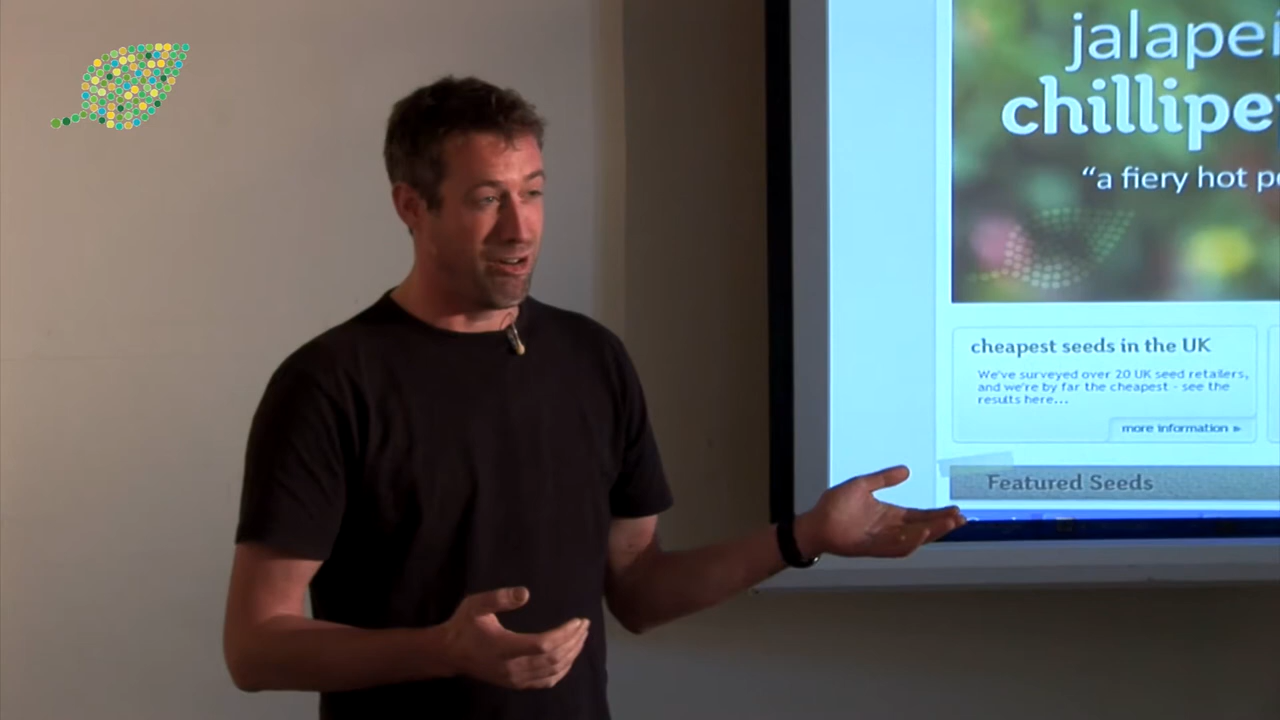 jalape
chillipe
“a fiery hot p
cheapest seeds in the UK
We've surveyed over 20 UK seed retailers,
and we're by far the cheapest - see the
results here...
more information »
Featured Seeds